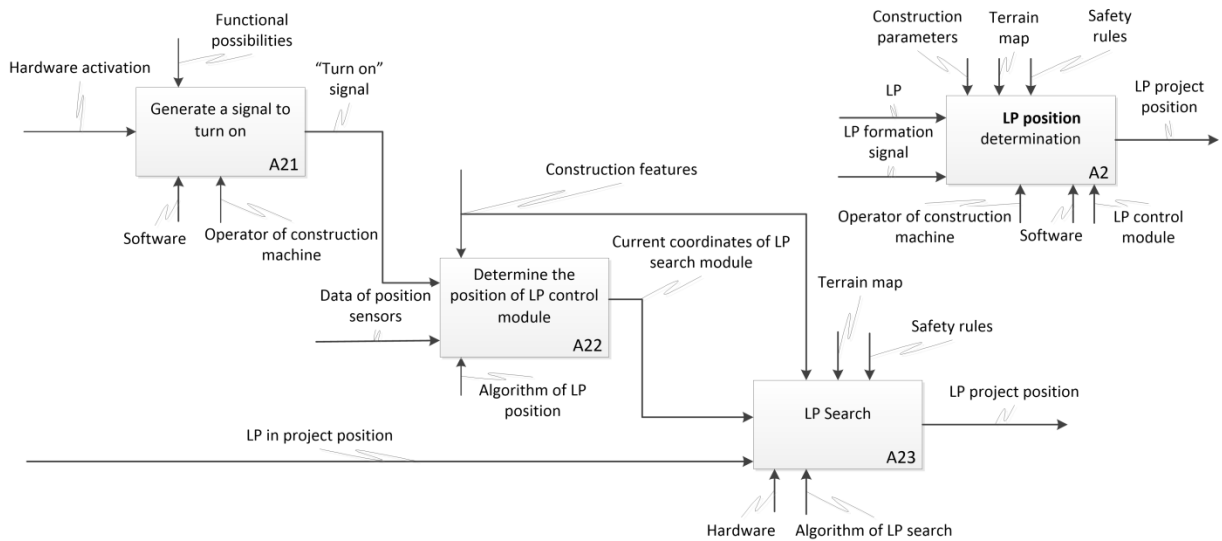 Functional
possibilities
Hardware activation
“Turn on”
signal
Generate a signal to
turn on
A21
Software
Operator of construction
machine
Construction
parameters
Terrain
map
Safety
rules
LP
LP formation
signal
LP project
position
LP position
determination
A2
Operator of construction
machine
Software
LP control
module
Construction features
Current coordinates of LP
search module
Determine the
position of LP control
module
A22
Data of position
sensors
Algorithm of LP
position
Terrain map
Safety rules
LP project position
LP Search
A23
LP in project position
Hardware
Algorithm of LP search